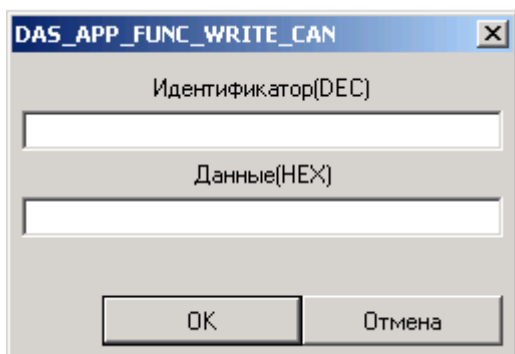 DAS_APP_FUNC_WRITE_CAN
Идентификатор(DEC)
Данные(HEX)
OK Отмена